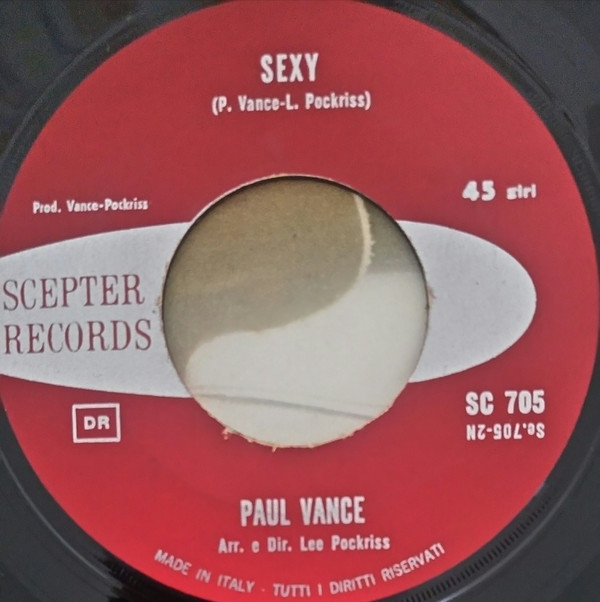 SEXY
(P. Vance-L. Pockriss)
45 giri
Prod. Vance-Pockriss
SCEPTER
RECORDS
DR
SC 705
Sc.705-2N
PAUL VANCE
Arr. e Dir. Lee Pockriss
MADE IN ITALY · TUTTI I DIRITTI RISERVATI